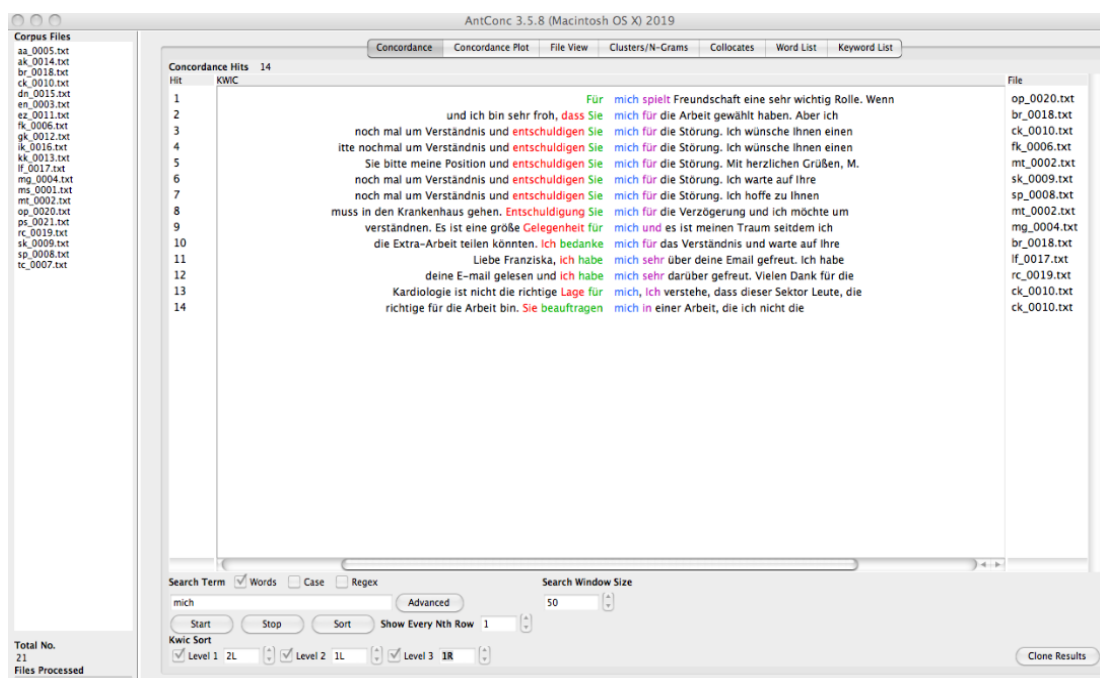 AntConc 3.5.8 (Macintosh OS X) 2019
Corpus Files
aa_0005.txt
ak_0014.txt
br_0018.txt
ck_0010.txt
dn_0015.txt
en_0003.txt
ez_0011.txt
fk_0006.txt
gk_0012.txt
ik_0016.txt
kk_0013.txt
lf_0017.txt
mg_0004.txt
ms_0001.txt
mt_0002.txt
op_0020.txt
ps_0021.txt
rc_0019.txt
sk_0009.txt
sp_0008.txt
tc_0007.txt
Concordance Concordance Plot File View Clusters/N-Grams Collocates Word List Keyword List
Concordance Hits 14
Hit KWIC File
1 Für mich spielt Freundschaft eine sehr wichtig Rolle. Wenn op_0020.txt
2 und ich bin sehr froh, dass Sie mich für die Arbeit gewählt haben. Aber ich br_0018.txt
3 noch mal um Verständnis und entschuldigen Sie mich für die Störung. Ich wünsche Ihnen einen ck_0010.txt
4 itte nochmal um Verständnis und entschuldigen Sie mich für die Störung. Ich wünsche Ihnen einen fk_0006.txt
5 Sie bitte meine Position und entschuldigen Sie mich für die Störung. Mit herzlichen Grüßen, M. mt_0002.txt
6 noch mal um Verständnis und entschuldigen Sie mich für die Störung. Ich warte auf Ihre sk_0009.txt
7 noch mal um Verständnis und entschuldigen Sie mich für die Störung. Ich hoffe zu Ihnen sp_0008.txt
8 muss in den Krankenhaus gehen. Entschuldigung Sie mich für die Verzögerung und ich möchte um mt_0002.txt
9 verständnen. Es ist eine größe Gelegenheit für mich und es ist meinen Traum seitdem ich mg_0004.txt
10 die Extra-Arbeit teilen könnten. Ich bedanke mich für das Verständnis und warte auf Ihre br_0018.txt
11 Liebe Franziska, ich habe mich sehr über deine Email gefreut. Ich habe lf_0017.txt
12 deine E-mail gelesen und ich habe mich sehr darüber gefreut. Vielen Dank für die rc_0019.txt
13 Kardiologie ist nicht die richtige Lage für mich, Ich verstehe, dass dieser Sektor Leute, die ck_0010.txt
14 richtige für die Arbeit bin. Sie beauftragen mich in einer Arbeit, die ich nicht die ck_0010.txt
Search Term Words Case Regex Search Window Size
mich Advanced 50
Start Stop Sort Show Every Nth Row 1
Kwic Sort
Level 1 2L Level 2 1L Level 3 1R Clone Results
Total No.
21
Files Processed